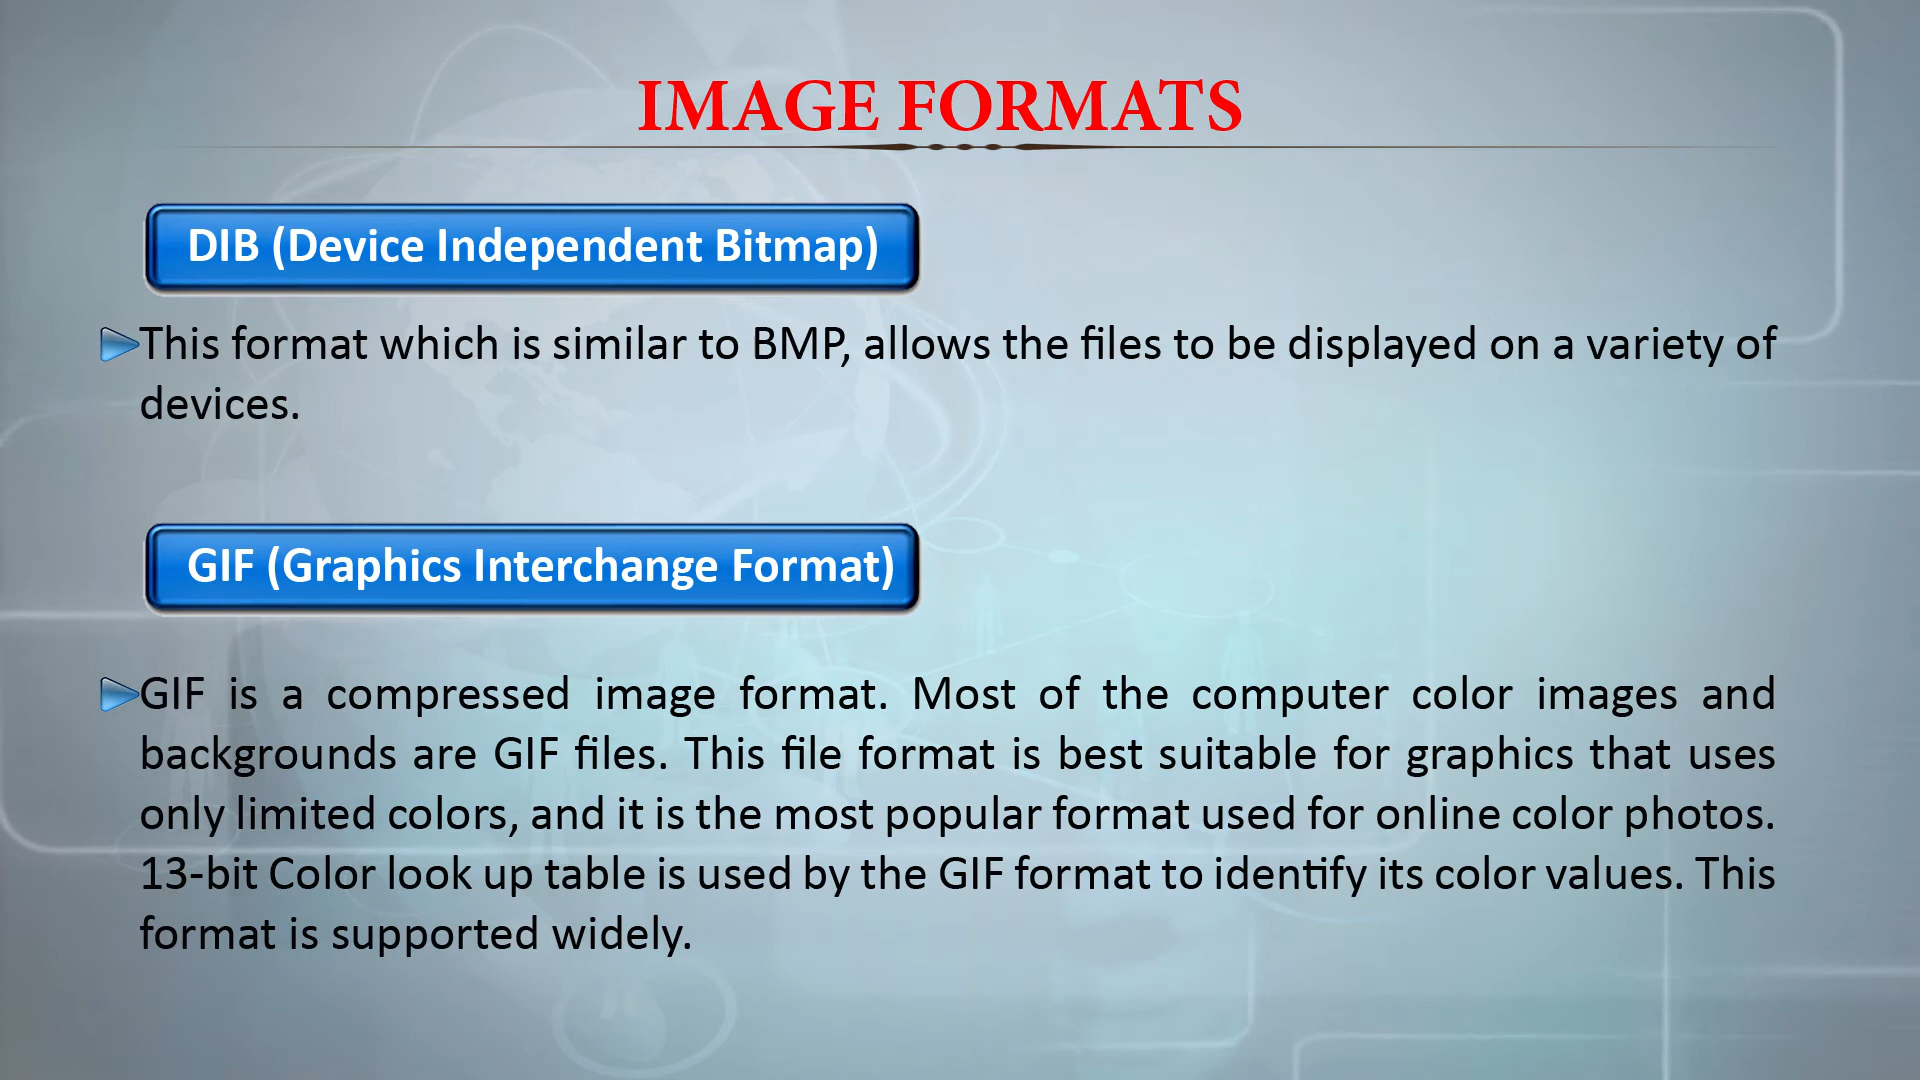 IMAGE FORMATS
DIB (Device Independent Bitmap)
This format which is similar to BMP, allows the files to be displayed on a variety of
devices.
GIF (Graphics Interchange Format)
GIF is a compressed image format. Most of the computer color images and
backgrounds are GIF files. This file format is best suitable for graphics that uses
only limited colors, and it is the most popular format used for online color photos.
13-bit Color look up table is used by the GIF format to identify its color values. This
format is supported widely.